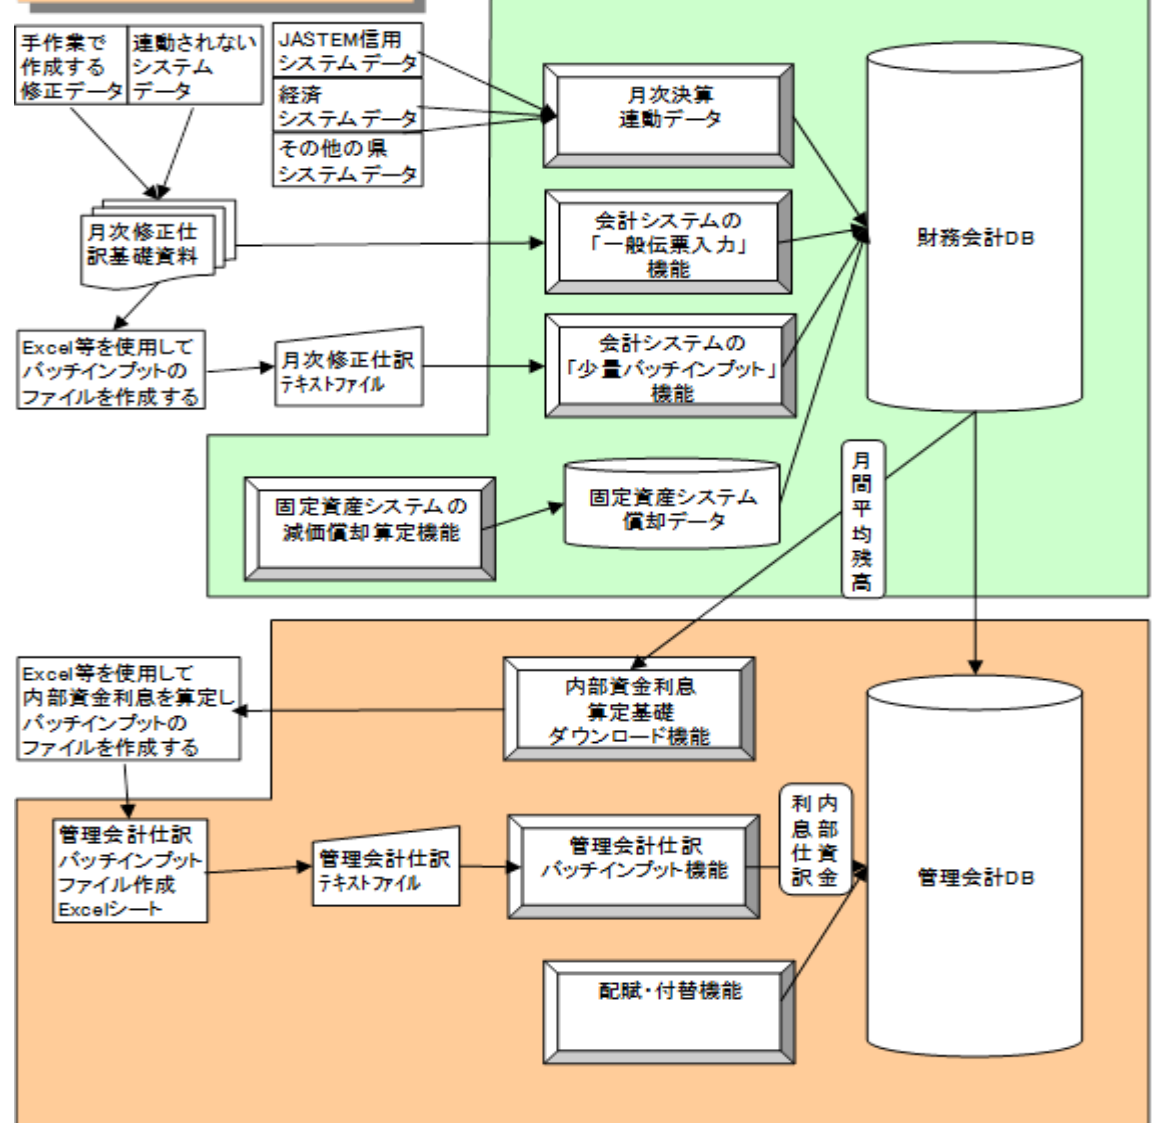 手作業で
作成する
修正データ
連動されない
システム
データ
JASTEM信用
システムデータ
経済
システムデータ
その他の県
システムデータ
月次決算
連動データ
月次修正仕
訳基礎資料
会計システムの
「一般伝票入力」
機能
財務会計DB
Excel等を使用して
バッチインプットの
ファイルを作成する
月次修正仕訳
テキストファイル
会計システムの
「少量バッチインプット」
機能
固定資産システムの
減価償却算定機能
固定資産システム
償却データ
月間平均残高
Excel等を使用して
内部資金利息を算定し
バッチインプットの
ファイルを作成する
内部資金利息
算定基礎
ダウンロード機能
管理会計仕訳
バッチインプット
ファイル作成
Excelシート
管理会計仕訳
テキストファイル
管理会計仕訳
バッチインプット機能
内部資金
利息仕訳
管理会計DB
配賦・付替機能